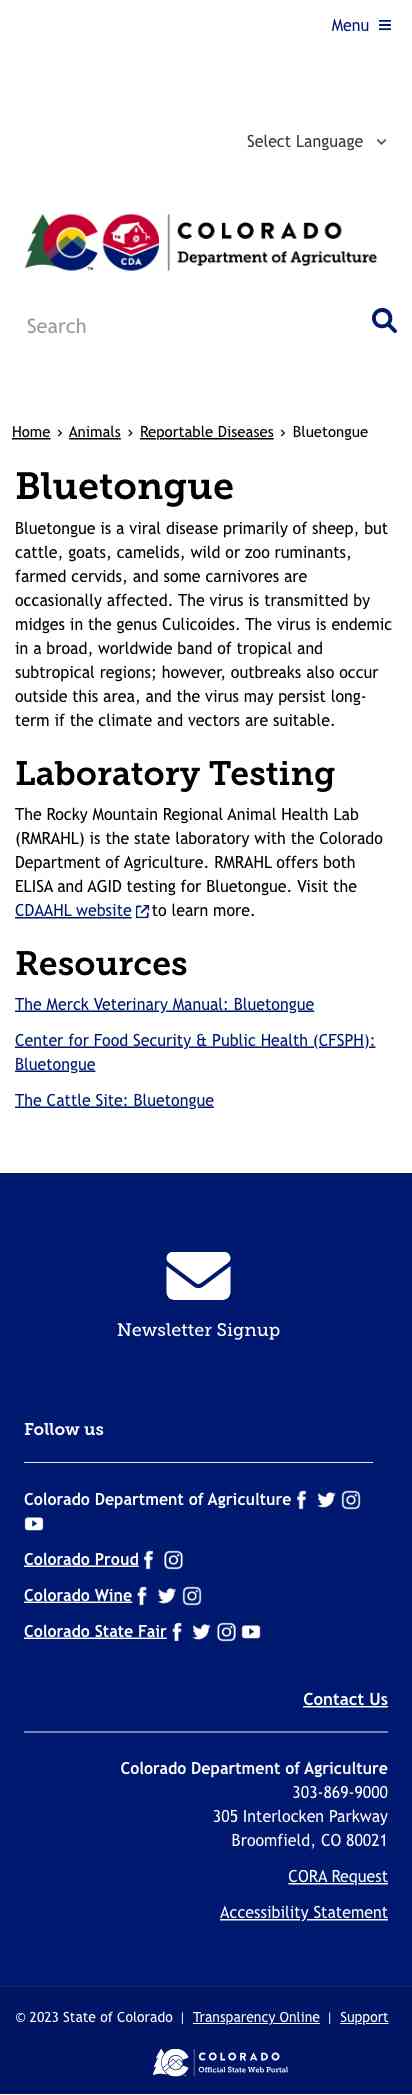 Menu
Select Language
CDA
TM
COLORADO
Department of Agriculture
Search
Home › Animals › Reportable Diseases › Bluetongue
Bluetongue
Bluetongue is a viral disease primarily of sheep, but
cattle, goats, camelids, wild or zoo ruminants,
farmed cervids, and some carnivores are
occasionally affected. The virus is transmitted by
midges in the genus Culicoides. The virus is endemic
in a broad, worldwide band of tropical and
subtropical regions; however, outbreaks also occur
outside this area, and the virus may persist long-
term if the climate and vectors are suitable.
Laboratory Testing
The Rocky Mountain Regional Animal Health Lab
(RMRAHL) is the state laboratory with the Colorado
Department of Agriculture. RMRAHL offers both
ELISA and AGID testing for Bluetongue. Visit the
CDAAHL website to learn more.
Resources
The Merck Veterinary Manual: Bluetongue
Center for Food Security & Public Health (CFSPH):
Bluetongue
The Cattle Site: Bluetongue
Newsletter Signup
Follow us
Colorado Department of Agriculture
Colorado Proud
Colorado Wine
Colorado State Fair
Contact Us
Colorado Department of Agriculture
303-869-9000
305 Interlocken Parkway
Broomfield, CO 80021
CORA Request
Accessibility Statement
© 2023 State of Colorado | Transparency Online | Support
COLORADO
Official State Web Portal